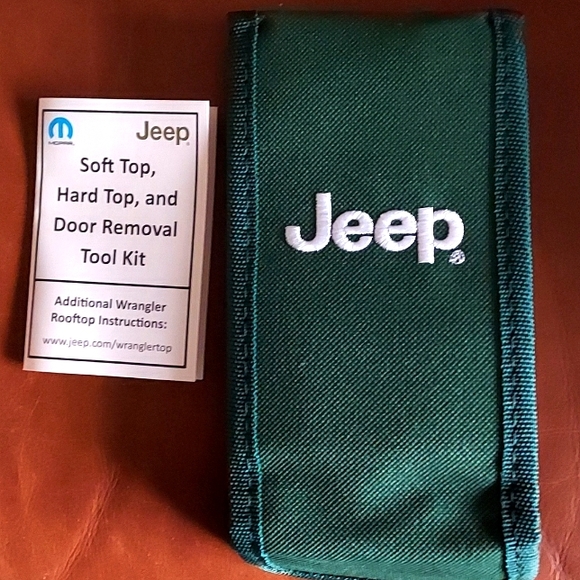 MOPAR
Jeep
Soft Top,
Hard Top, and
Door Removal
Tool Kit
Additional Wrangler
Rooftop Instructions:
www.jeep.com/wranglertop
Jeep®